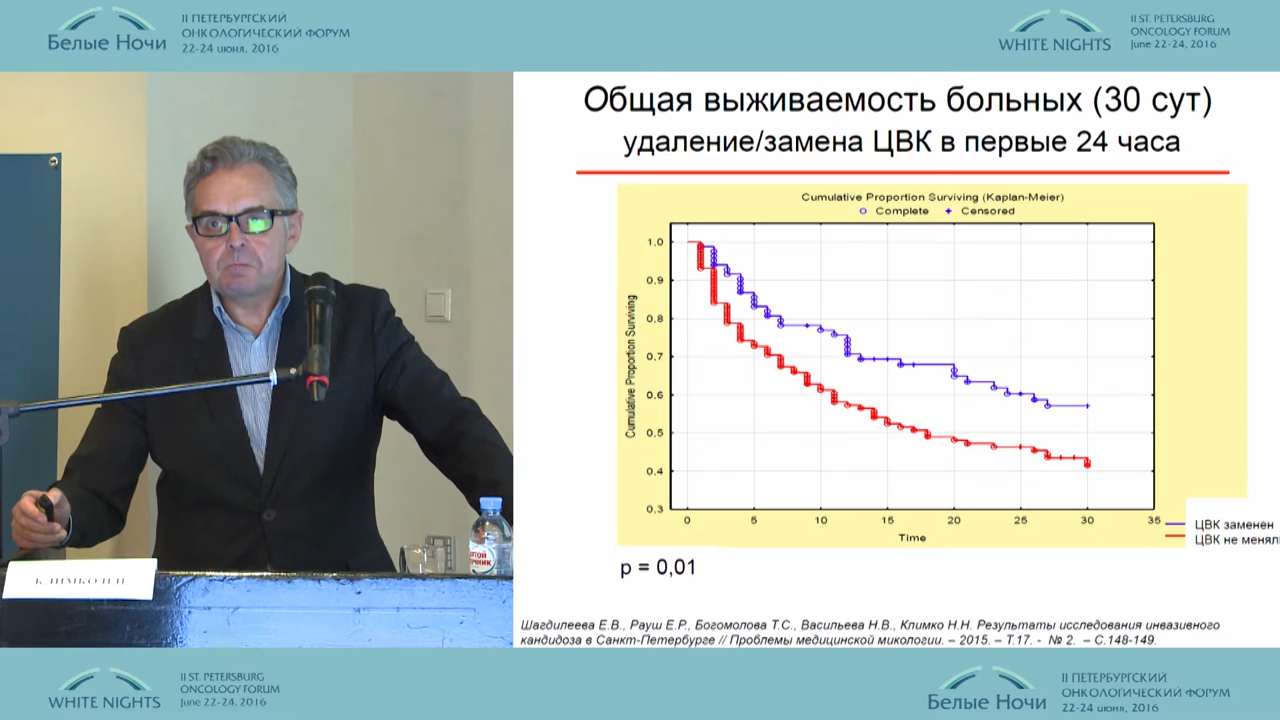 II ПЕТЕРБУРГСКИЙ
ОНКОЛОГИЧЕСКИЙ ФОРУМ
Белые Ночи
22-24 июня, 2016
II ST. PETERSBURG
ONCOLOGY FORUM
WHITE NIGHTS
June 22-24, 2016
Общая выживаемость больных (30 сут)
удаление/замена ЦВК в первые 24 часа
Cumulative Proportion Surviving (Kaplan-Meier)
Complete Censored
Cumulative Proportion Surviving
1,0
0,9
0,8
0,7
0,6
0,5
0,4
0,3
0 5 10 15 20 25 30 35
Time
ЦВК заменен
ЦВК не менял
p = 0,01
Шагдилеева Е.В., Рауш Е.Р., Богомолова Т.С., Васильева Н.В., Климко Н.Н. Результаты исследования инвазивного
кандидоза в Санкт-Петербурге // Проблемы медицинской микологии. – 2015. – Т.17. - № 2. – С.148-149.
II ST. PETERSBURG
ONCOLOGY FORUM
WHITE NIGHTS
June 22-24, 2016
II ПЕТЕРБУРГСКИЙ
ОНКОЛОГИЧЕСКИЙ ФОРУМ
Белые Ночи
22-24 июня, 2016